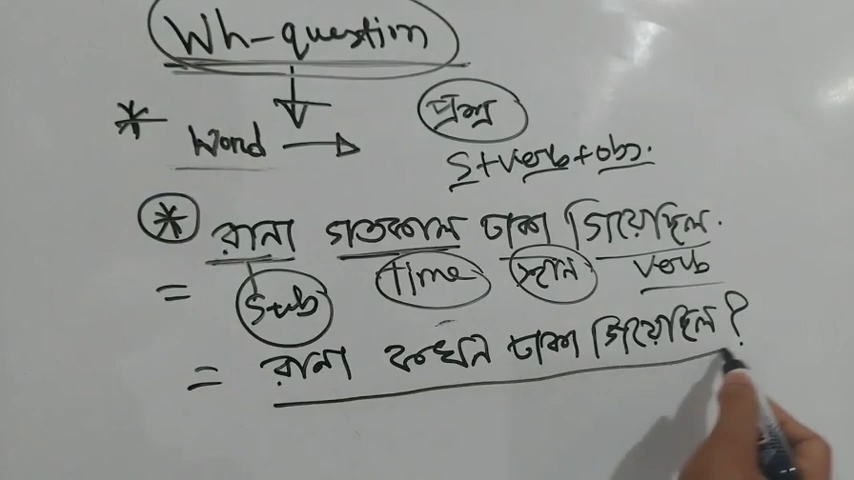 Wh-question
* Word → প্রশ্ন
S+verb+obj.
* রানা গতকাল ঢাকা গিয়েছিল.
= Sub time স্থান verb
= রানা কখন ঢাকা গিয়েছিল?